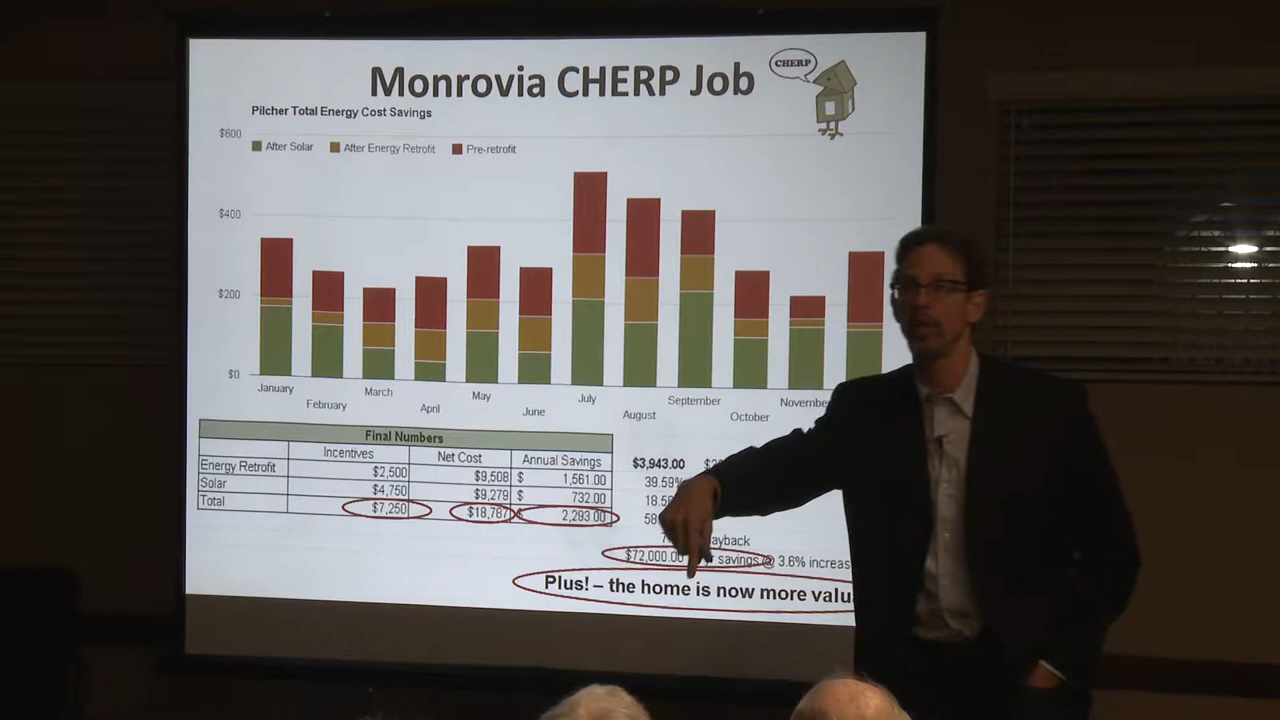 Monrovia CHERP Job
CHERP
Pilcher Total Energy Cost Savings
$600
After Solar After Energy Retrofit Pre-retrofit
$400
$200
$0
January
February
March
April
May
June
July
August
September
October
Final Numbers
Incentives Net Cost Annual Savings
Energy Retrofit $2,500 $9,508 $ 1,561.00
Solar $4,750 $9,279 $ 732.00
Total $7,250 $18,787 $ 2,293.00
$3,943.00
39.59%
$72,000.00 savings @ 3.6%
Plus! – the home is now more